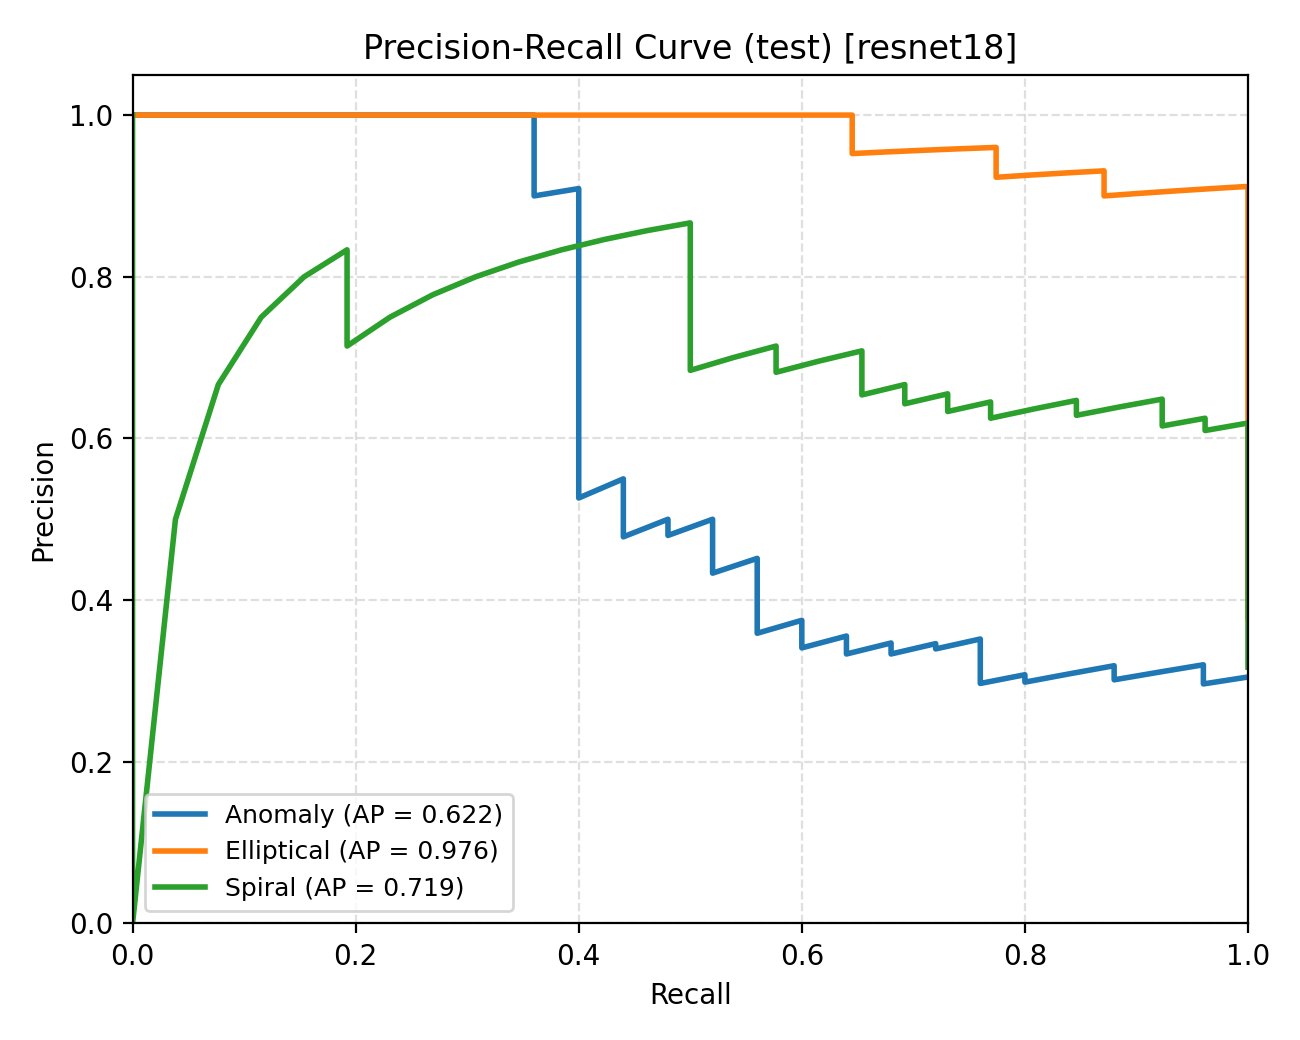 Precision-Recall Curve (test) [resnet18]
1.0
0.8
0.6
0.4
0.2
0.0
Precision
Anomaly (AP = 0.622)
Elliptical (AP = 0.976)
Spiral (AP = 0.719)
0.0 0.2 0.4 0.6 0.8 1.0
Recall